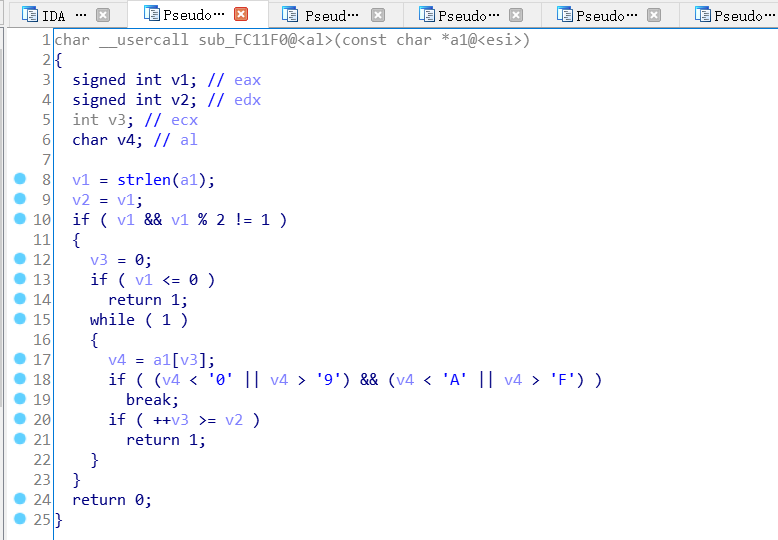 IDA ⋯ Pseudo⋯ Pseud⋯ Pseudo⋯ Pseudo⋯ Pseudo⋯
1 char __usercall sub_FC11F0@<al>(const char *a1@<esi>)
2 {
3   signed int v1; // eax
4   signed int v2; // edx
5   int v3; // ecx
6   char v4; // al
7
8   v1 = strlen(a1);
9   v2 = v1;
10   if ( v1 && v1 % 2 != 1 )
11   {
12     v3 = 0;
13     if ( v1 <= 0 )
14       return 1;
15     while ( 1 )
16     {
17       v4 = a1[v3];
18       if ( (v4 < '0' || v4 > '9') && (v4 < 'A' || v4 > 'F') )
19         break;
20       if ( ++v3 >= v2 )
21         return 1;
22     }
23   }
24   return 0;
25 }